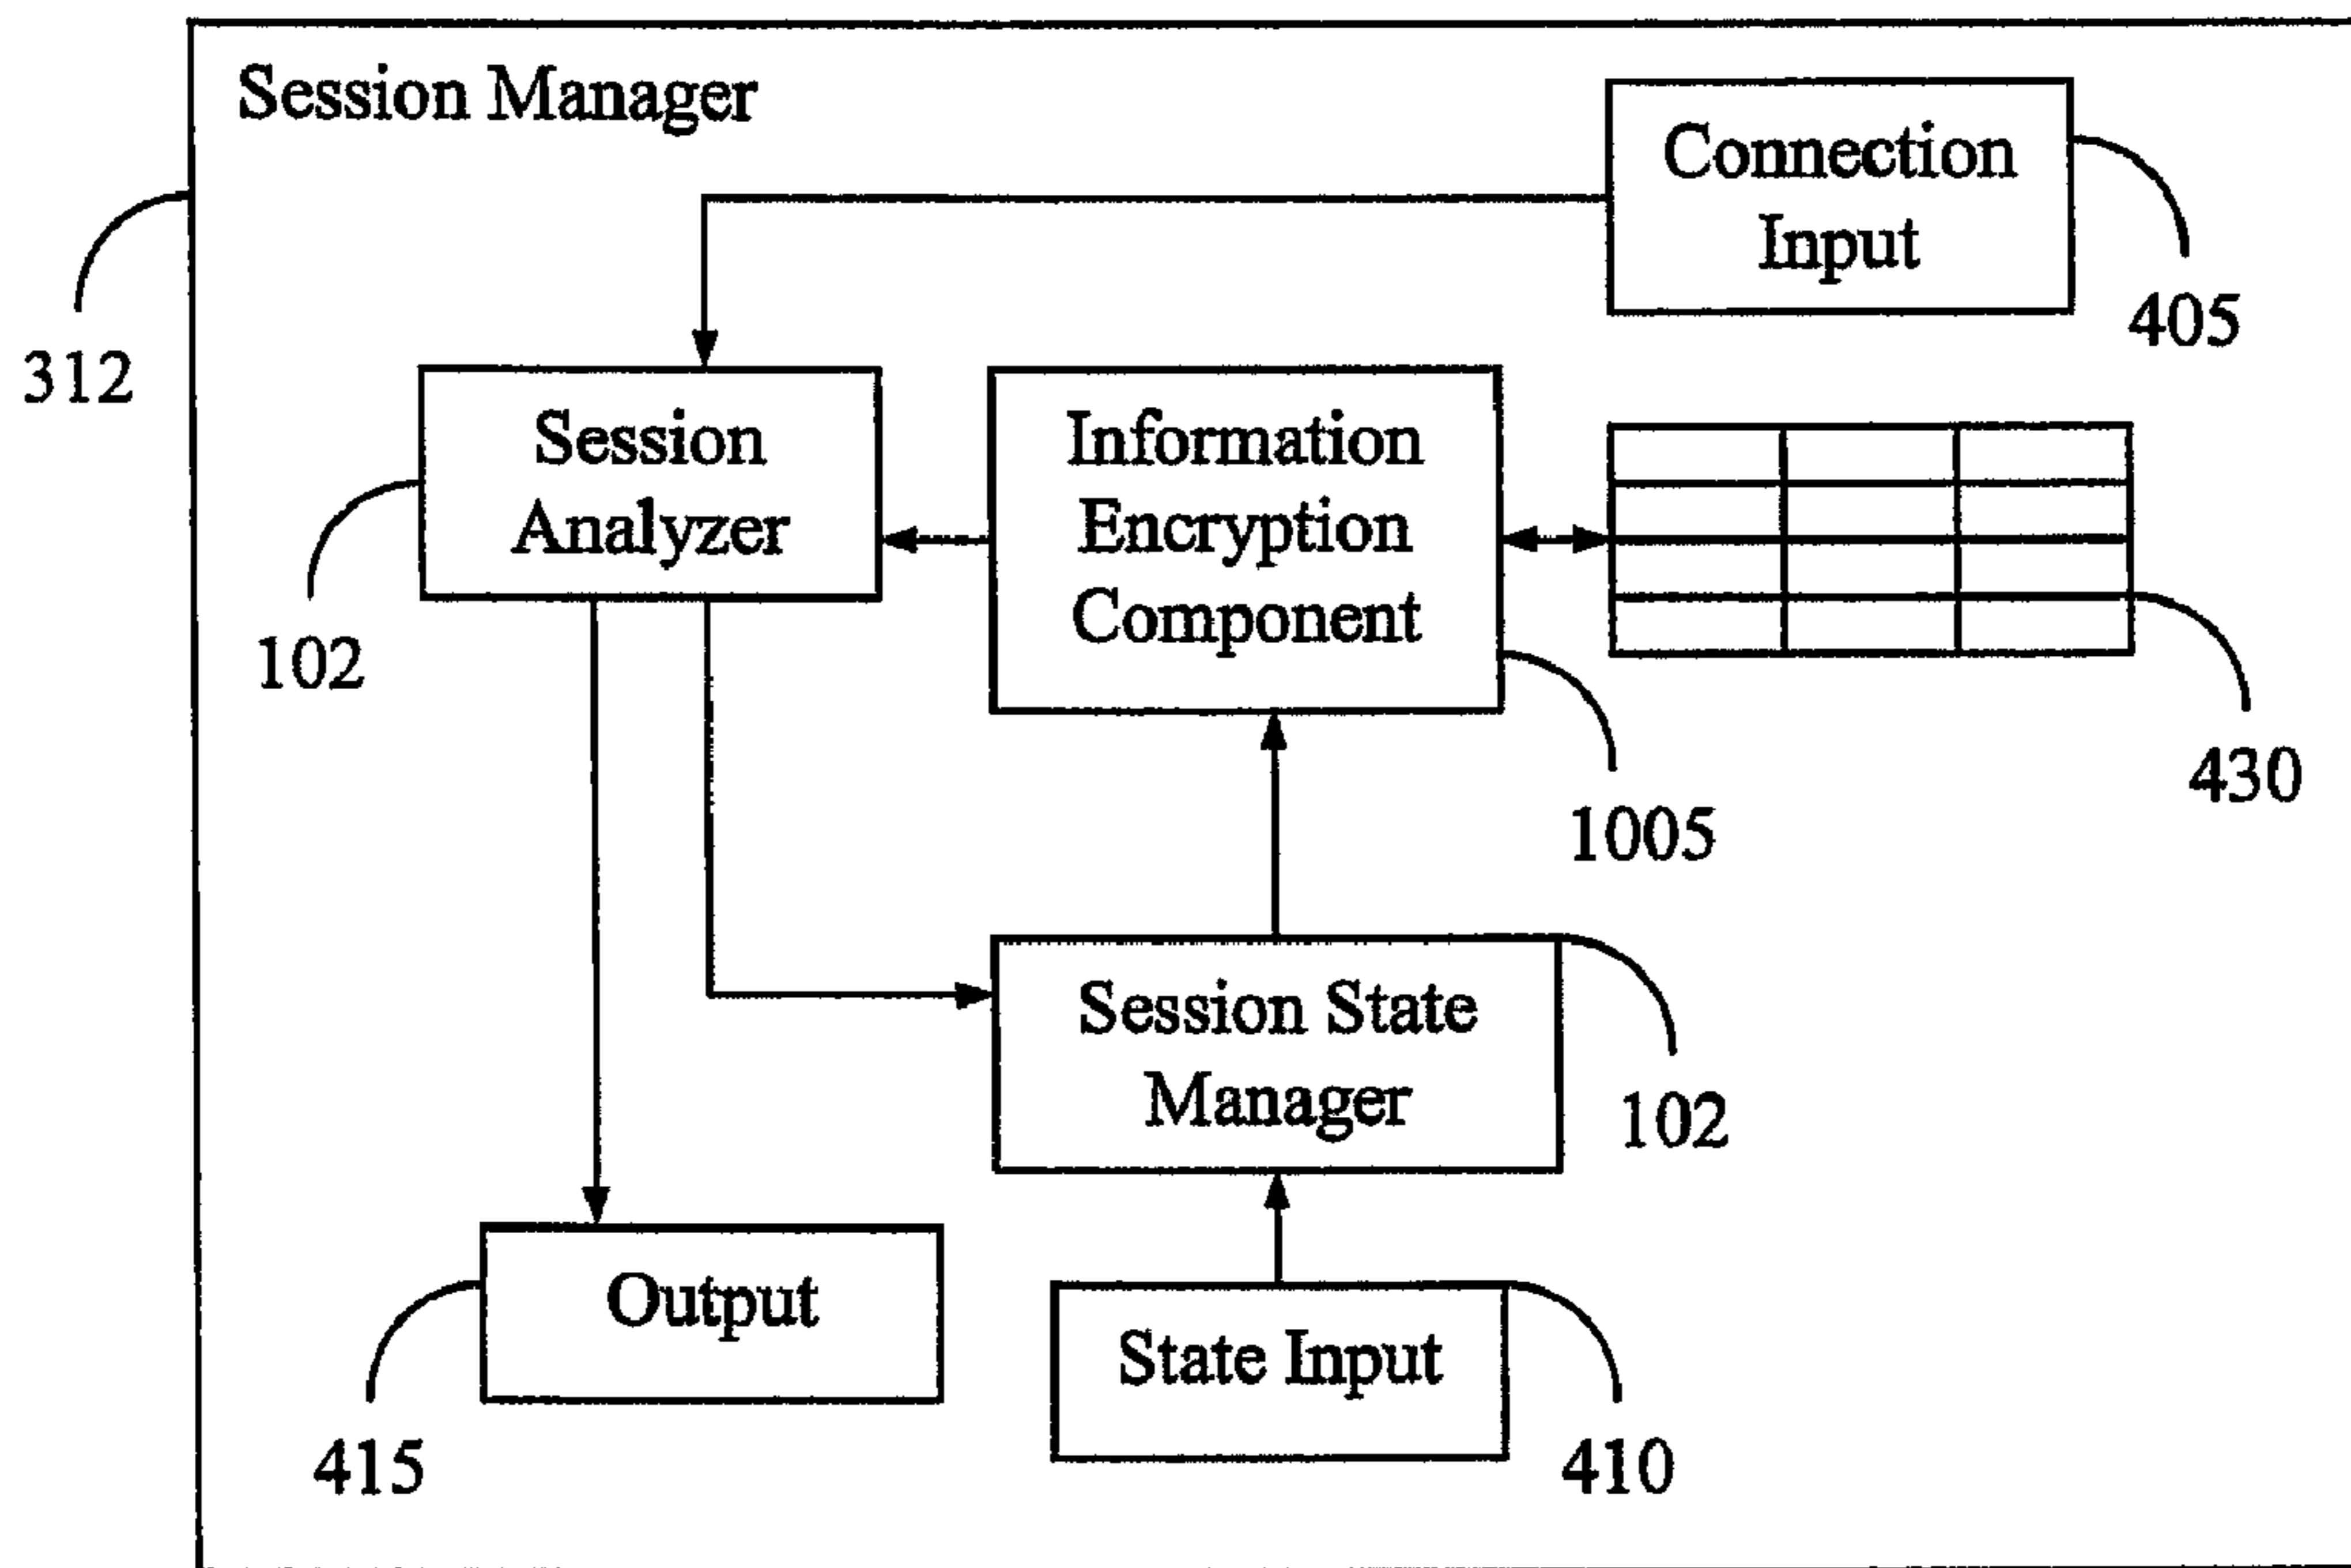 Session Manager
Connection
Input
405
312
Session
Analyzer
102
Information
Encryption
Component
1005
430
Session State
Manager
102
Output
415
State Input
410